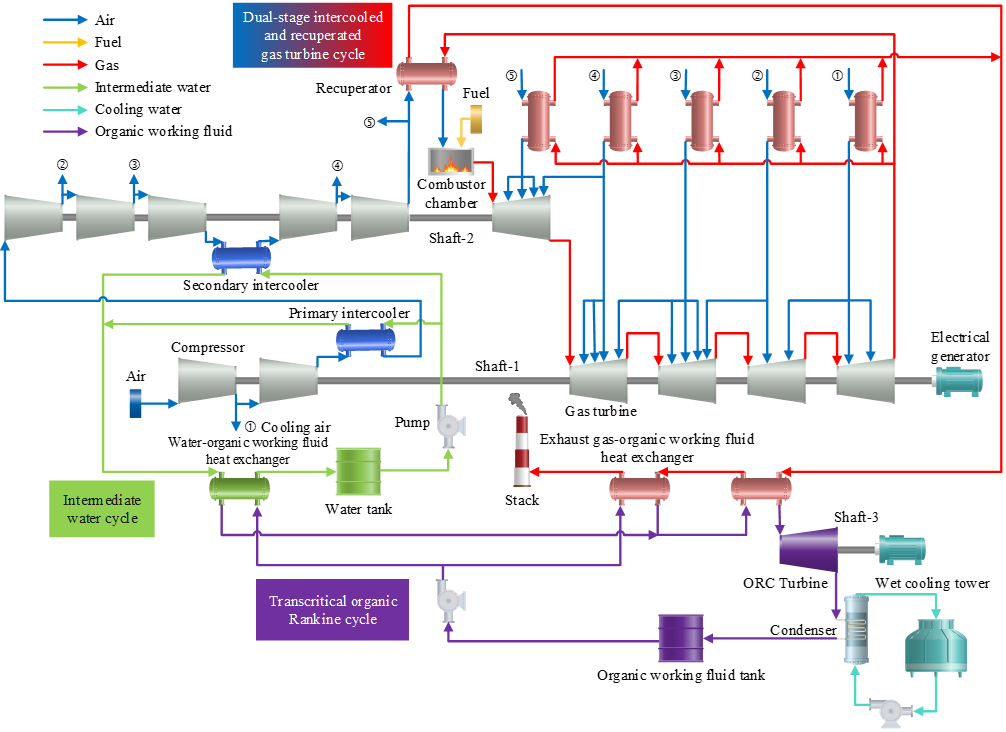 Air
Fuel
Gas
Intermediate water
Cooling water
Organic working fluid
Dual-stage intercooled
and recuperated
gas turbine cycle
Recuperator
Fuel
⑤
④
③
②
①
⑤
②
③
④
Combustor
chamber
Shaft-2
Secondary intercooler
Primary intercooler
Compressor
Shaft-1
Electrical
generator
Air
Gas turbine
① Cooling air
Pump
Water-organic working fluid
heat exchanger
Exhaust gas-organic working fluid
heat exchanger
Intermediate
water cycle
Water tank
Stack
Shaft-3
ORC Turbine
Wet cooling tower
Transcritical organic
Rankine cycle
Condenser
Organic working fluid tank